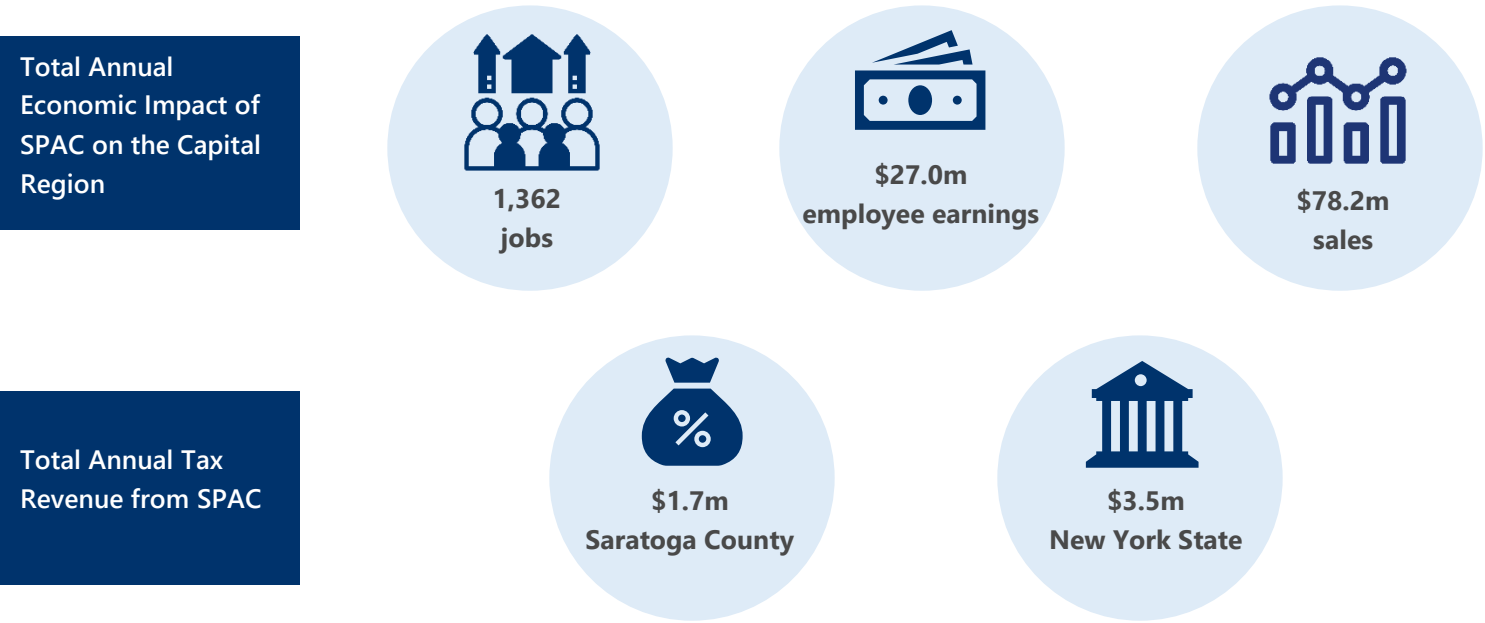 Total Annual
Economic Impact of
SPAC on the Capital
Region
1,362
jobs
$27.0m
employee earnings
$78.2m
sales
Total Annual Tax
Revenue from SPAC
%
$1.7m
Saratoga County
$3.5m
New York State